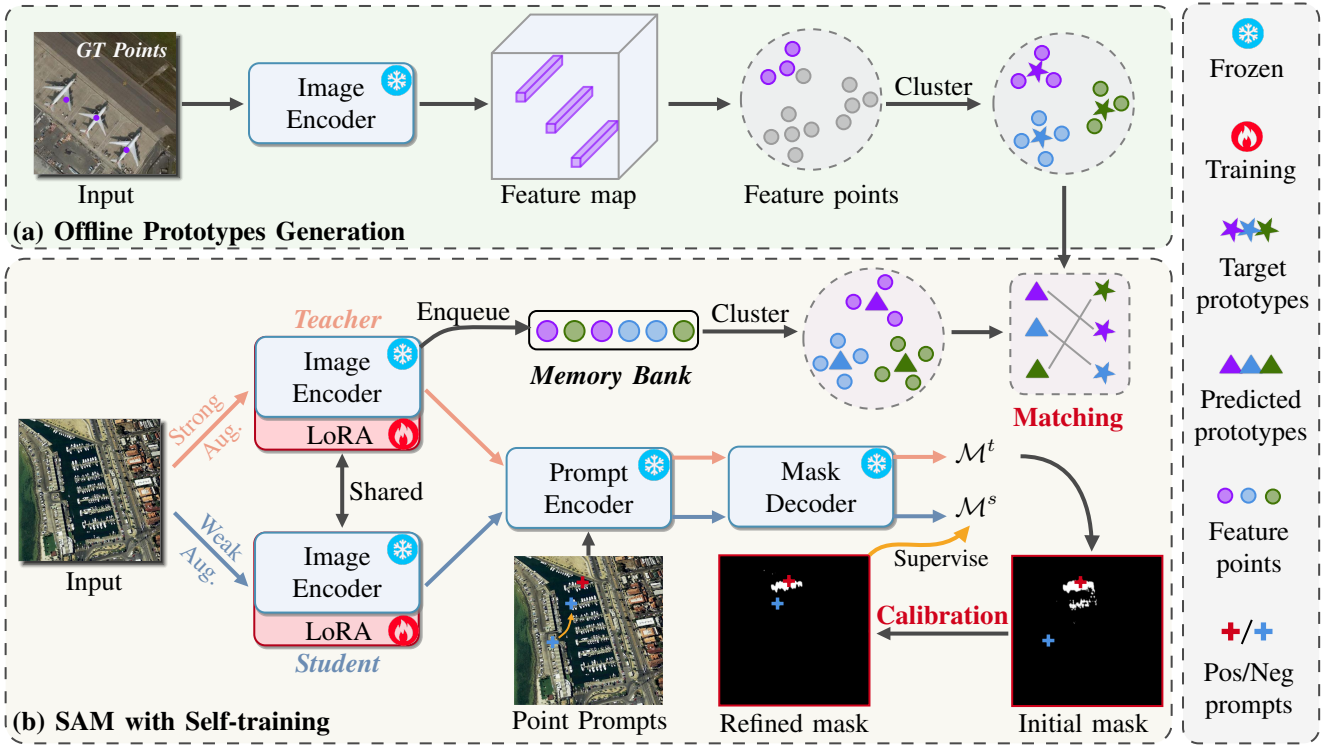 GT Points
Input
Image
Encoder
Feature map
Feature points
Cluster
(a) Offline Prototypes Generation
Teacher
Image
Encoder
LoRA
Enqueue
Memory Bank
Cluster
Matching
Strong
Aug.
Input
Weak
Aug.
Shared
Image
Encoder
LoRA
Student
Prompt
Encoder
Mask
Decoder
ℳᵗ
ℳˢ
Supervise
Calibration
Point Prompts
Refined mask
Initial mask
(b) SAM with Self-training
Frozen
Training
Target
prototypes
Predicted
prototypes
Feature
points
+/+
Pos/Neg
prompts